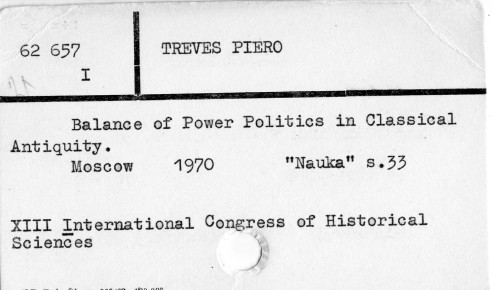 62 657
I
TREVES PIERO
Balance of Power Politics in Classical
Antiquity.
Moscow 1970 "Nauka" s.33
XIII International Congress of Historical
Sciences